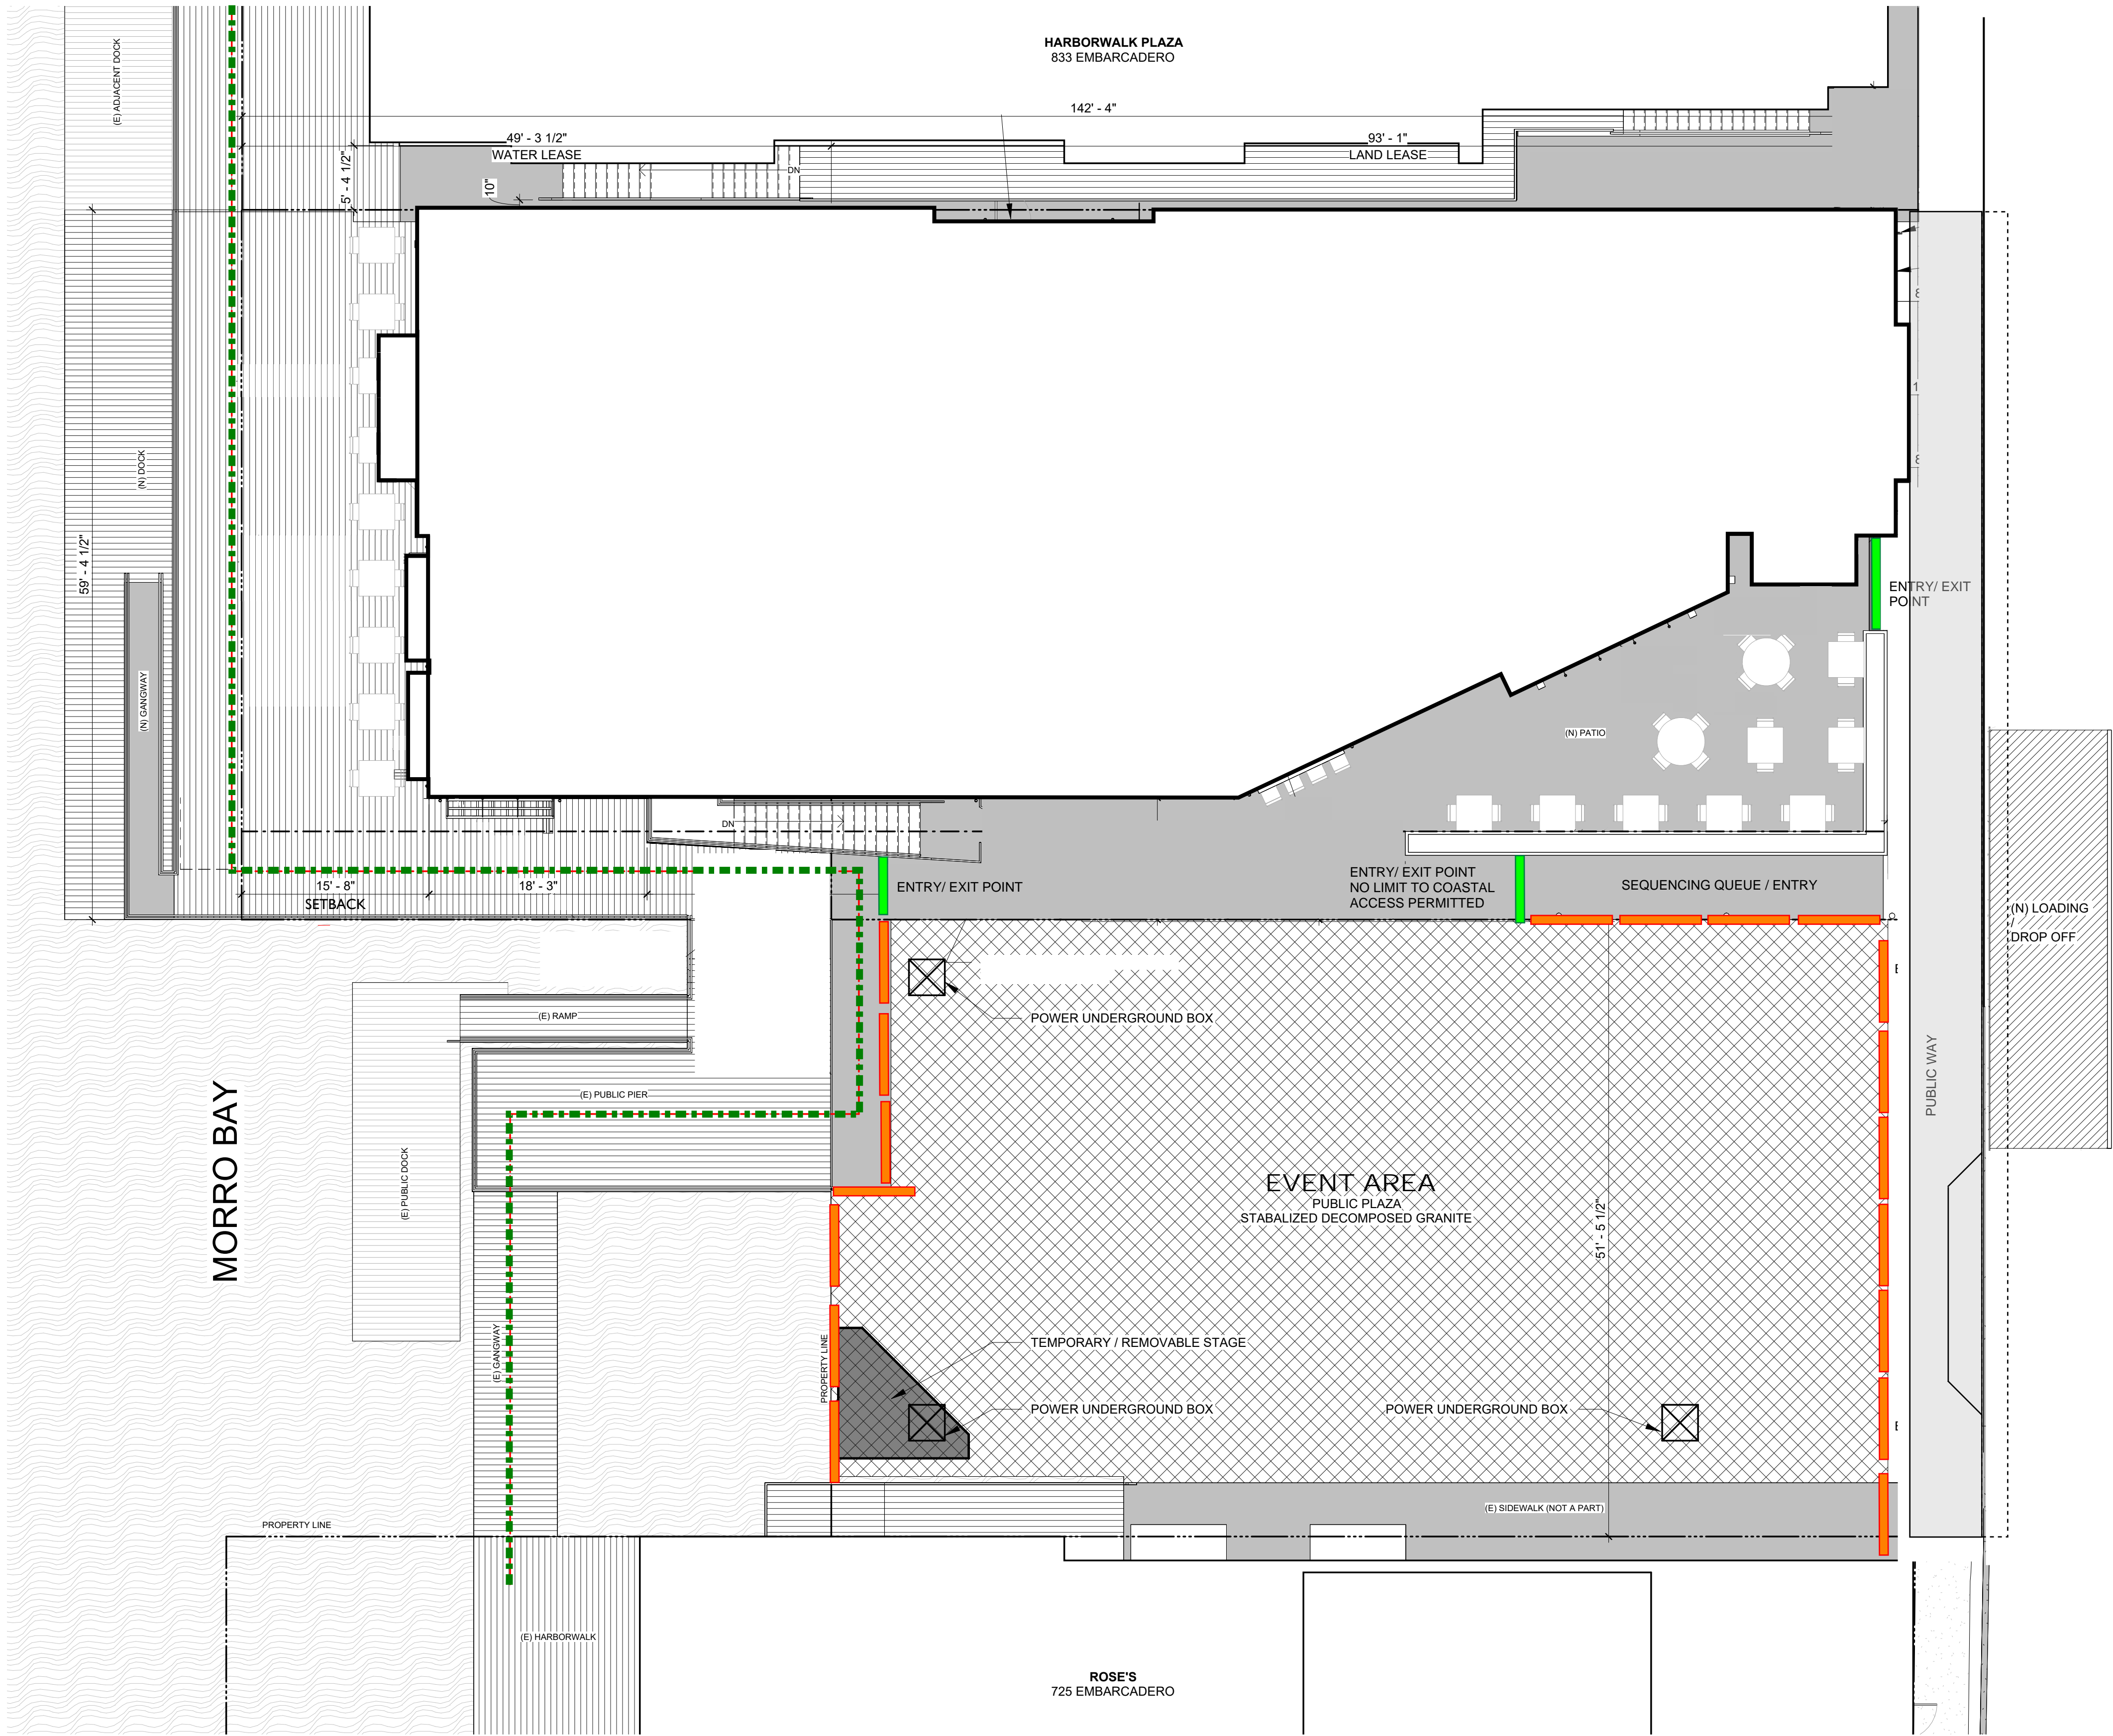 HARBORWALK PLAZA
833 EMBARCADERO
(E) ADJACENT DOCK
142' - 4"
49' - 3 1/2"
WATER LEASE
93' - 1"
LAND LEASE
5' - 4 1/2"
10"
DN
8
1
8
(N) DOCK
59' - 4 1/2"
(N) GANGWAY
ENTRY/ EXIT
POINT
(N) PATIO
DN
15' - 8"
18' - 3"
SETBACK
ENTRY/ EXIT POINT
ENTRY/ EXIT POINT
NO LIMIT TO COASTAL
ACCESS PERMITTED
SEQUENCING QUEUE / ENTRY
(N) LOADING
/
DROP OFF
E
(E) RAMP
POWER UNDERGROUND BOX
(E) PUBLIC PIER
PUBLIC WAY
MORRO BAY
(E) PUBLIC DOCK
EVENT AREA
PUBLIC PLAZA
STABALIZED DECOMPOSED GRANITE
51' - 5 1/2"
(E) GANGWAY
PROPERTY LINE
TEMPORARY / REMOVABLE STAGE
POWER UNDERGROUND BOX
POWER UNDERGROUND BOX
E
(E) SIDEWALK (NOT A PART)
PROPERTY LINE
(E) HARBORWALK
ROSE'S
725 EMBARCADERO